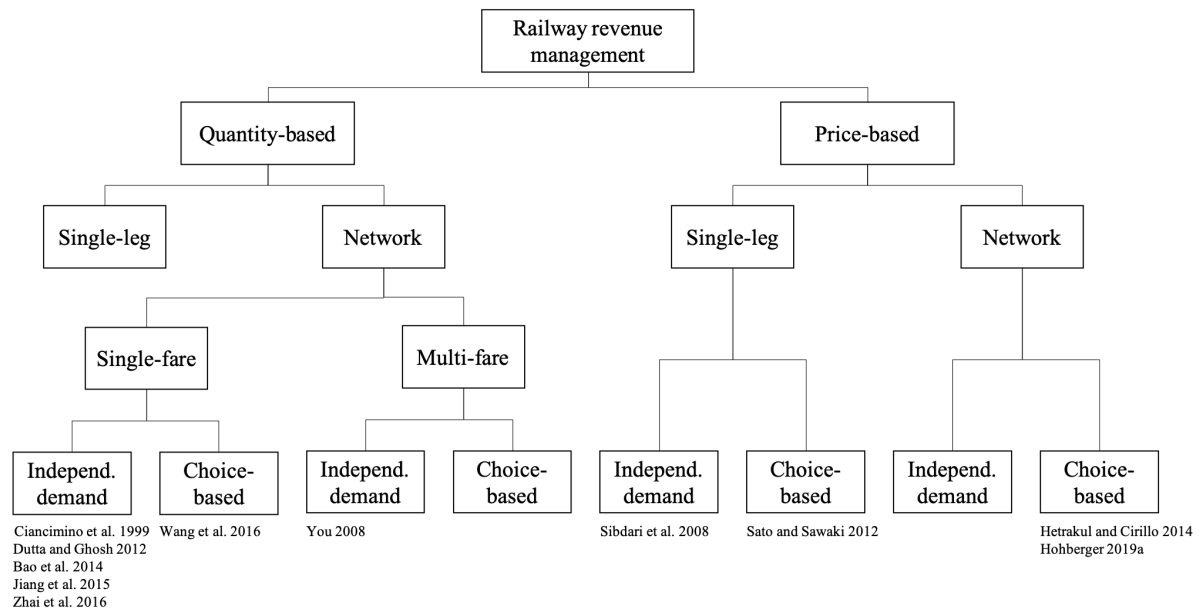 Railway revenue
management
Quantity-based
Price-based
Single-leg
Network
Single-leg
Network
Single-fare
Multi-fare
Independ.
demand
Choice-
based
Independ.
demand
Choice-
based
Independ.
demand
Choice-
based
Independ.
demand
Choice-
based
Ciancimino et al. 1999
Dutta and Ghosh 2012
Bao et al. 2014
Jiang et al. 2015
Zhai et al. 2016
Wang et al. 2016
You 2008
Sibdari et al. 2008
Sato and Sawaki 2012
Hetrakul and Cirillo 2014
Hohberger 2019a